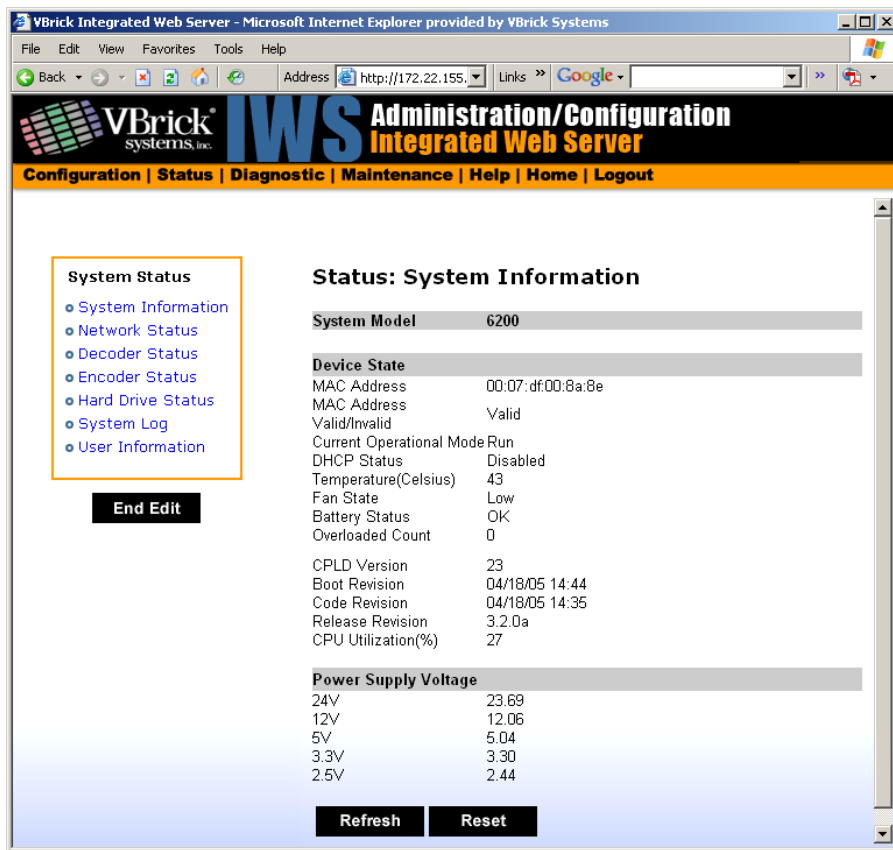 VBrick Integrated Web Server - Microsoft Internet Explorer provided by VBrick Systems
File Edit View Favorites Tools Help
Back Address http://172.22.155. Links » Google »
VBrick systems, inc. IWS Administration/Configuration
Integrated Web Server
Configuration | Status | Diagnostic | Maintenance | Help | Home | Logout
System Status
System Information
Network Status
Decoder Status
Encoder Status
Hard Drive Status
System Log
User Information
End Edit
Status: System Information
System Model 6200
Device State
MAC Address 00:07:df:00:8a:8e
MAC Address
Valid/Invalid Valid
Current Operational Mode Run
DHCP Status Disabled
Temperature(Celsius) 43
Fan State Low
Battery Status OK
Overloaded Count 0
CPLD Version 23
Boot Revision 04/18/05 14:44
Code Revision 04/18/05 14:35
Release Revision 3.2.0a
CPU Utilization(%) 27
Power Supply Voltage
24V 23.69
12V 12.06
5V 5.04
3.3V 3.30
2.5V 2.44
Refresh Reset